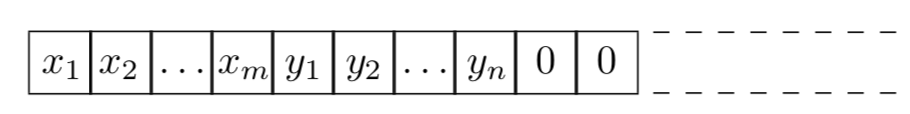 x₁ x₂ ... xₘ y₁ y₂ ... yₙ 0 0